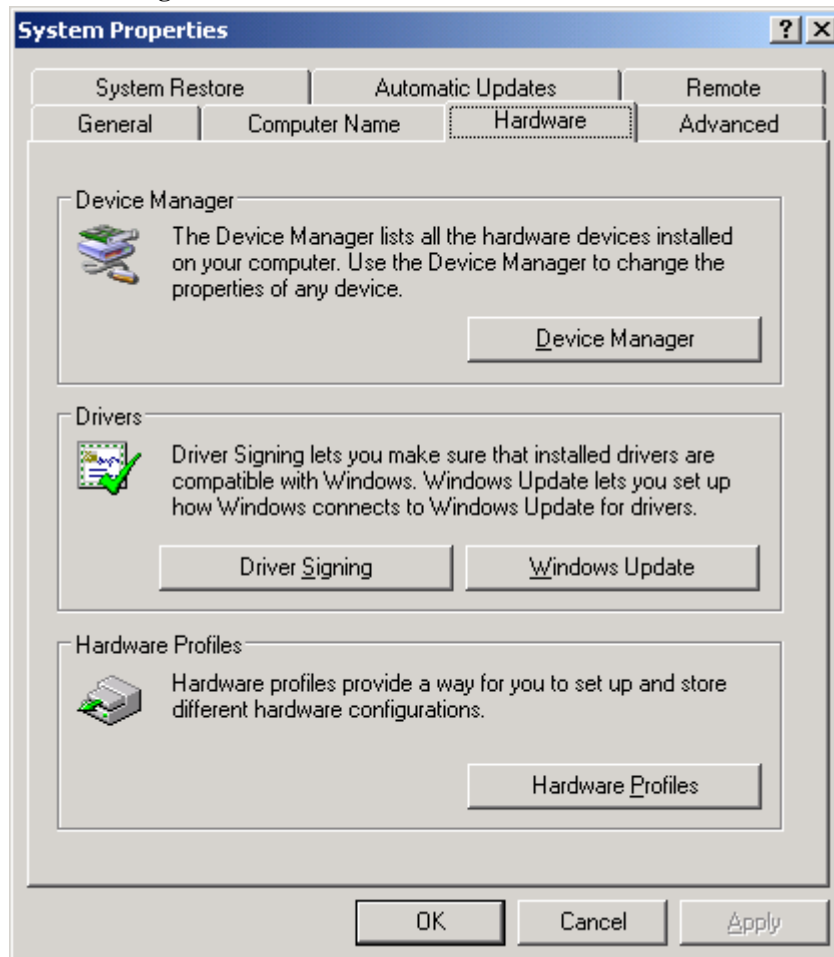 System Properties
System Restore
Automatic Updates
Remote
General
Computer Name
Hardware
Advanced
Device Manager
The Device Manager lists all the hardware devices installed
on your computer. Use the Device Manager to change the
properties of any device.
Device Manager
Drivers
Driver Signing lets you make sure that installed drivers are
compatible with Windows. Windows Update lets you set up
how Windows connects to Windows Update for drivers.
Driver Signing
Windows Update
Hardware Profiles
Hardware profiles provide a way for you to set up and store
different hardware configurations.
Hardware Profiles
OK
Cancel
Apply